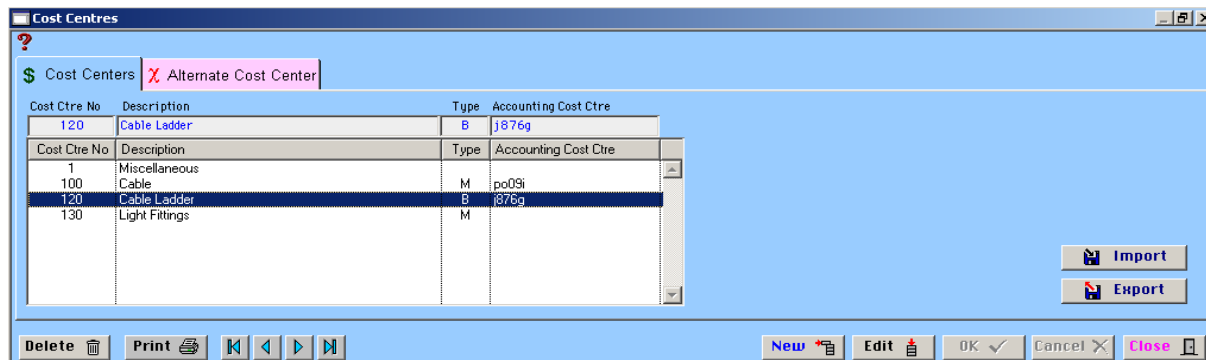 Cost Centres
?
$ Cost Centers χ Alternate Cost Center
Cost Ctre No Description Type Accounting Cost Ctre
120 Cable Ladder B j876g
Cost Ctre No Description Type Accounting Cost Ctre
1 Miscellaneous
100 Cable M po09i
120 Cable Ladder B j876g
130 Light Fittings M
Import
Export
Delete Print New Edit OK Cancel Close